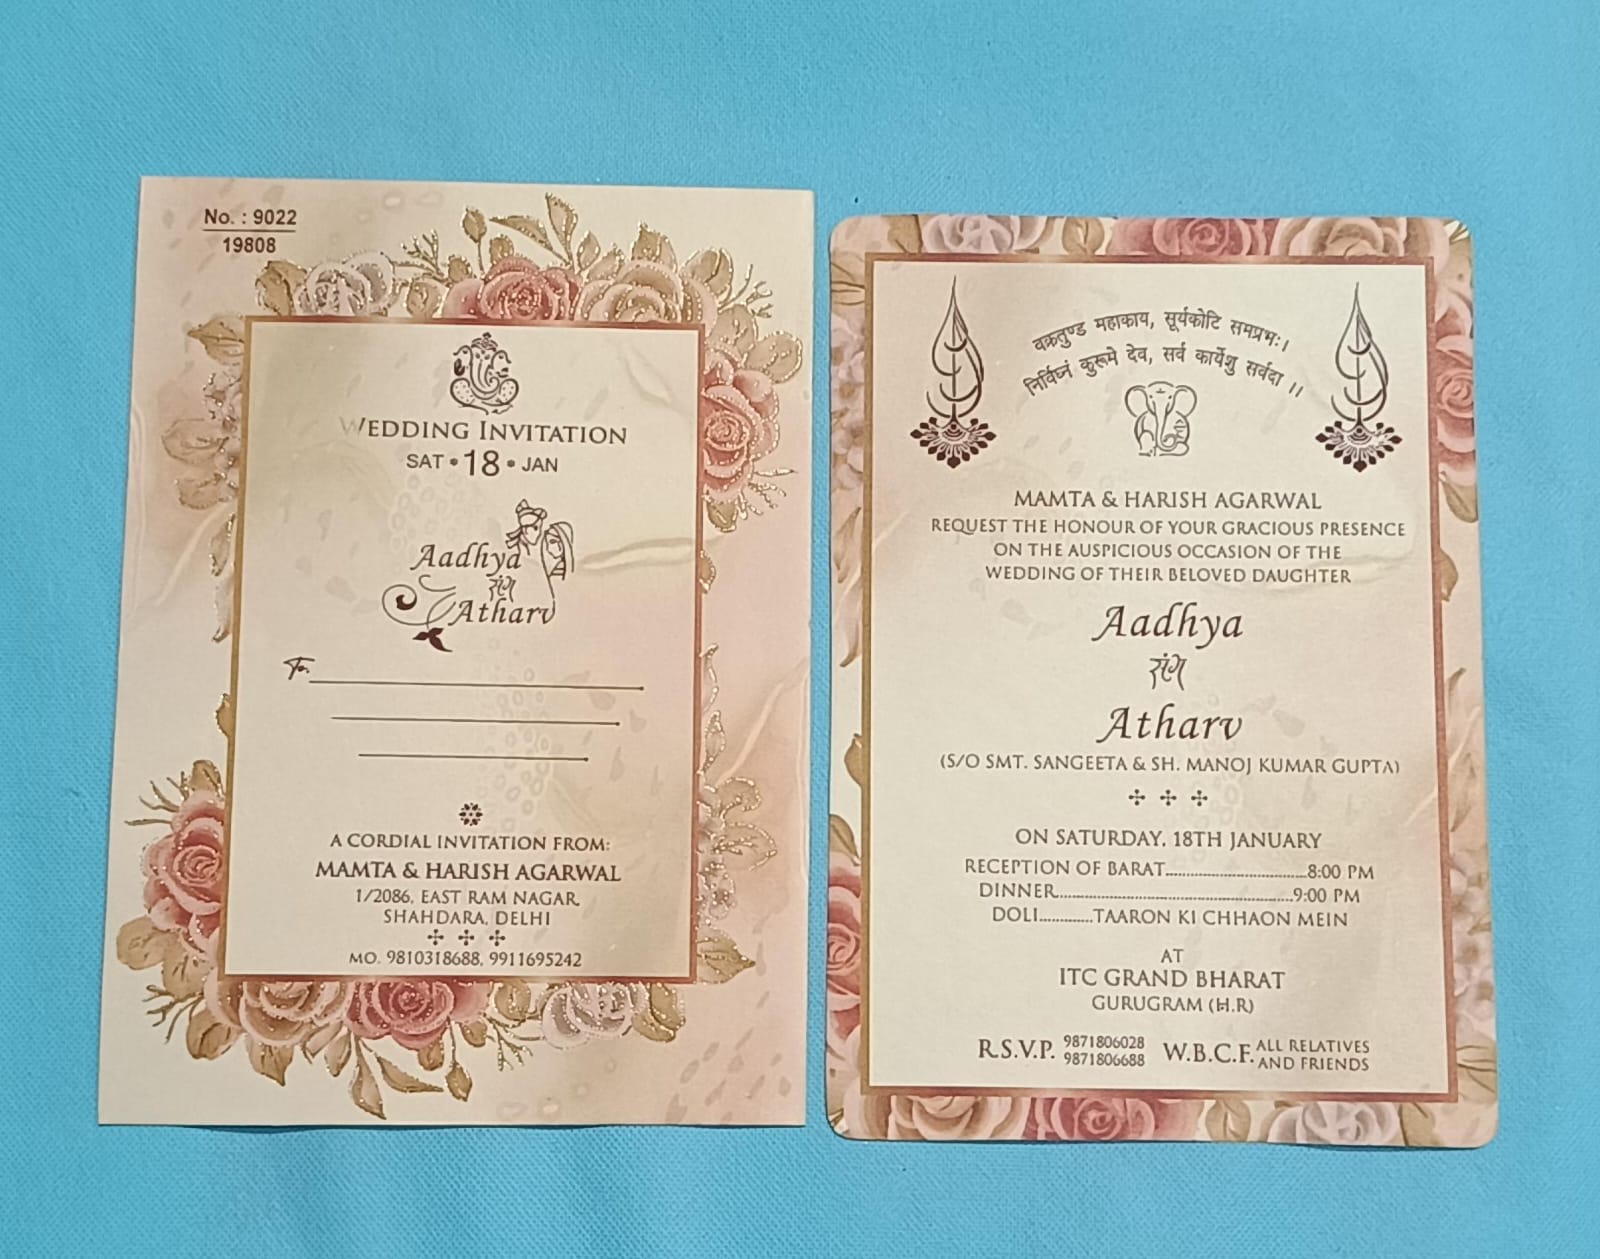 No. : 9022
19808
WEDDING INVITATION
SAT • 18 • JAN
Aadhya
संग
Atharv
To.
A CORDIAL INVITATION FROM:
MAMTA & HARISH AGARWAL
1/2086, EAST RAM NAGAR
SHAHDARA, DELHI
MO. 9810318688, 9911695242
वक्रतुण्ड महाकाय, सूर्यकोटि समप्रभः।
निर्विघ्नं कुरूमे देव, सर्व कार्येशु सर्वदा ।।
MAMTA & HARISH AGARWAL
REQUEST THE HONOUR OF YOUR GRACIOUS PRESENCE
ON THE AUSPICIOUS OCCASION OF THE
WEDDING OF THEIR BELOVED DAUGHTER
Aadhya
संग
Atharv
(S/O SMT. SANGEETA & SH. MANOJ KUMAR GUPTA)
ON SATURDAY, 18TH JANUARY
RECEPTION OF BARAT......................................8:00 PM
DINNER................................................................9:00 PM
DOLI..............TAARON KI CHHAON MEIN
AT
ITC GRAND BHARAT
GURUGRAM (H.R)
R.S.V.P. 9871806028
9871806688
W.B.C.F. ALL RELATIVES
AND FRIENDS